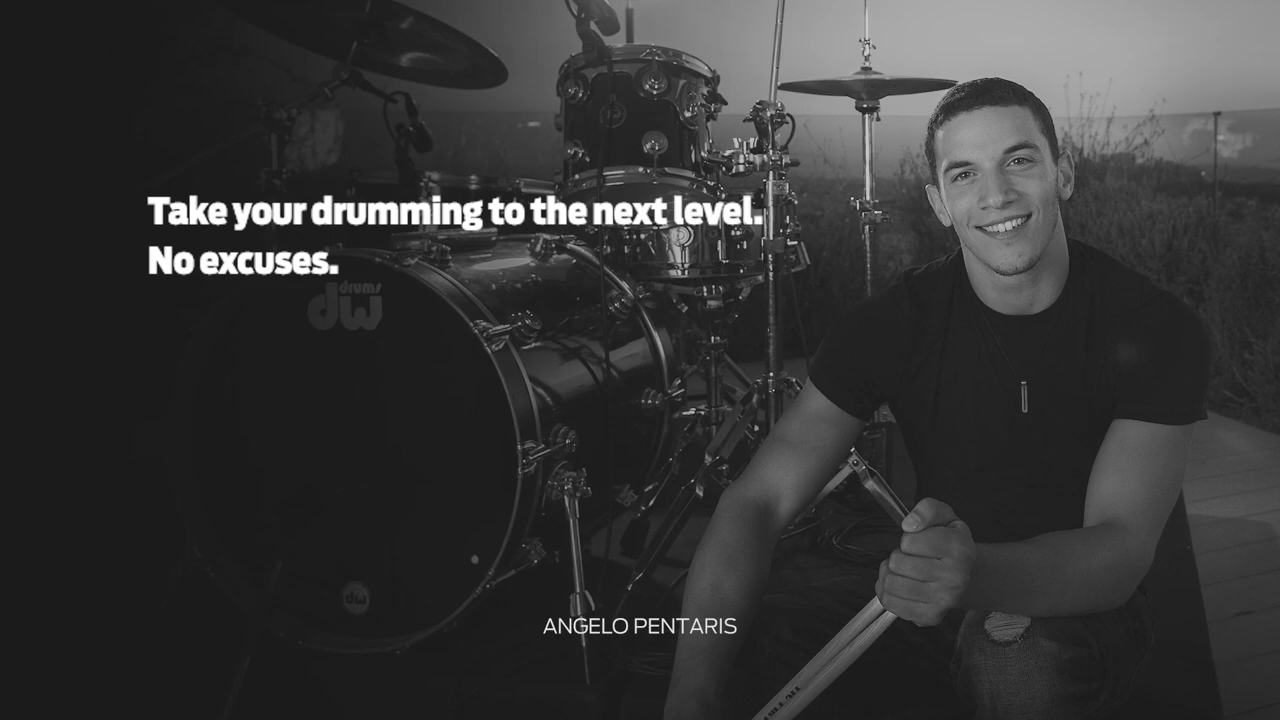 Take your drumming to the next level.
No excuses.
drums
dw
dw
ANGELO PENTARIS